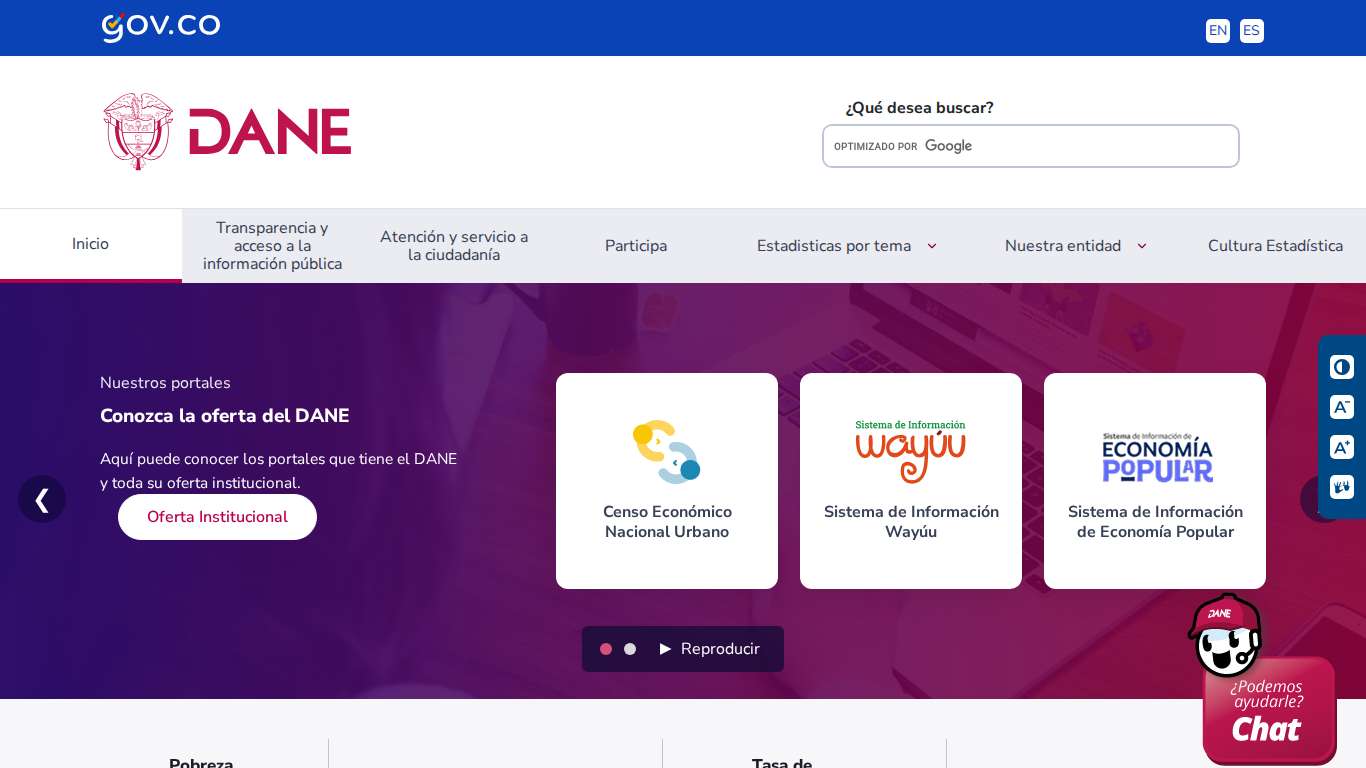 GOV.CO
EN ES
DANE
¿Qué desea buscar?
OPTIMIZADO POR Google
Inicio
Transparencia y
acceso a la
información pública
Atención y servicio a
la ciudadanía
Participa
Estadisticas por tema
Nuestra entidad
Cultura Estadística
Nuestros portales
Conozca la oferta del DANE
Aquí puede conocer los portales que tiene el DANE
y toda su oferta institucional.
Oferta Institucional
Censo Económico
Nacional Urbano
Sistema de Información
wayúu
Sistema de Información
Wayúu
Sistema de Información de
ECONOMÍA
POPULAR
Sistema de Información
de Economía Popular
A-
A+
Reproducir
DANE
¿Podemos
ayudarle?
Chat
Pobreza
Tasa de